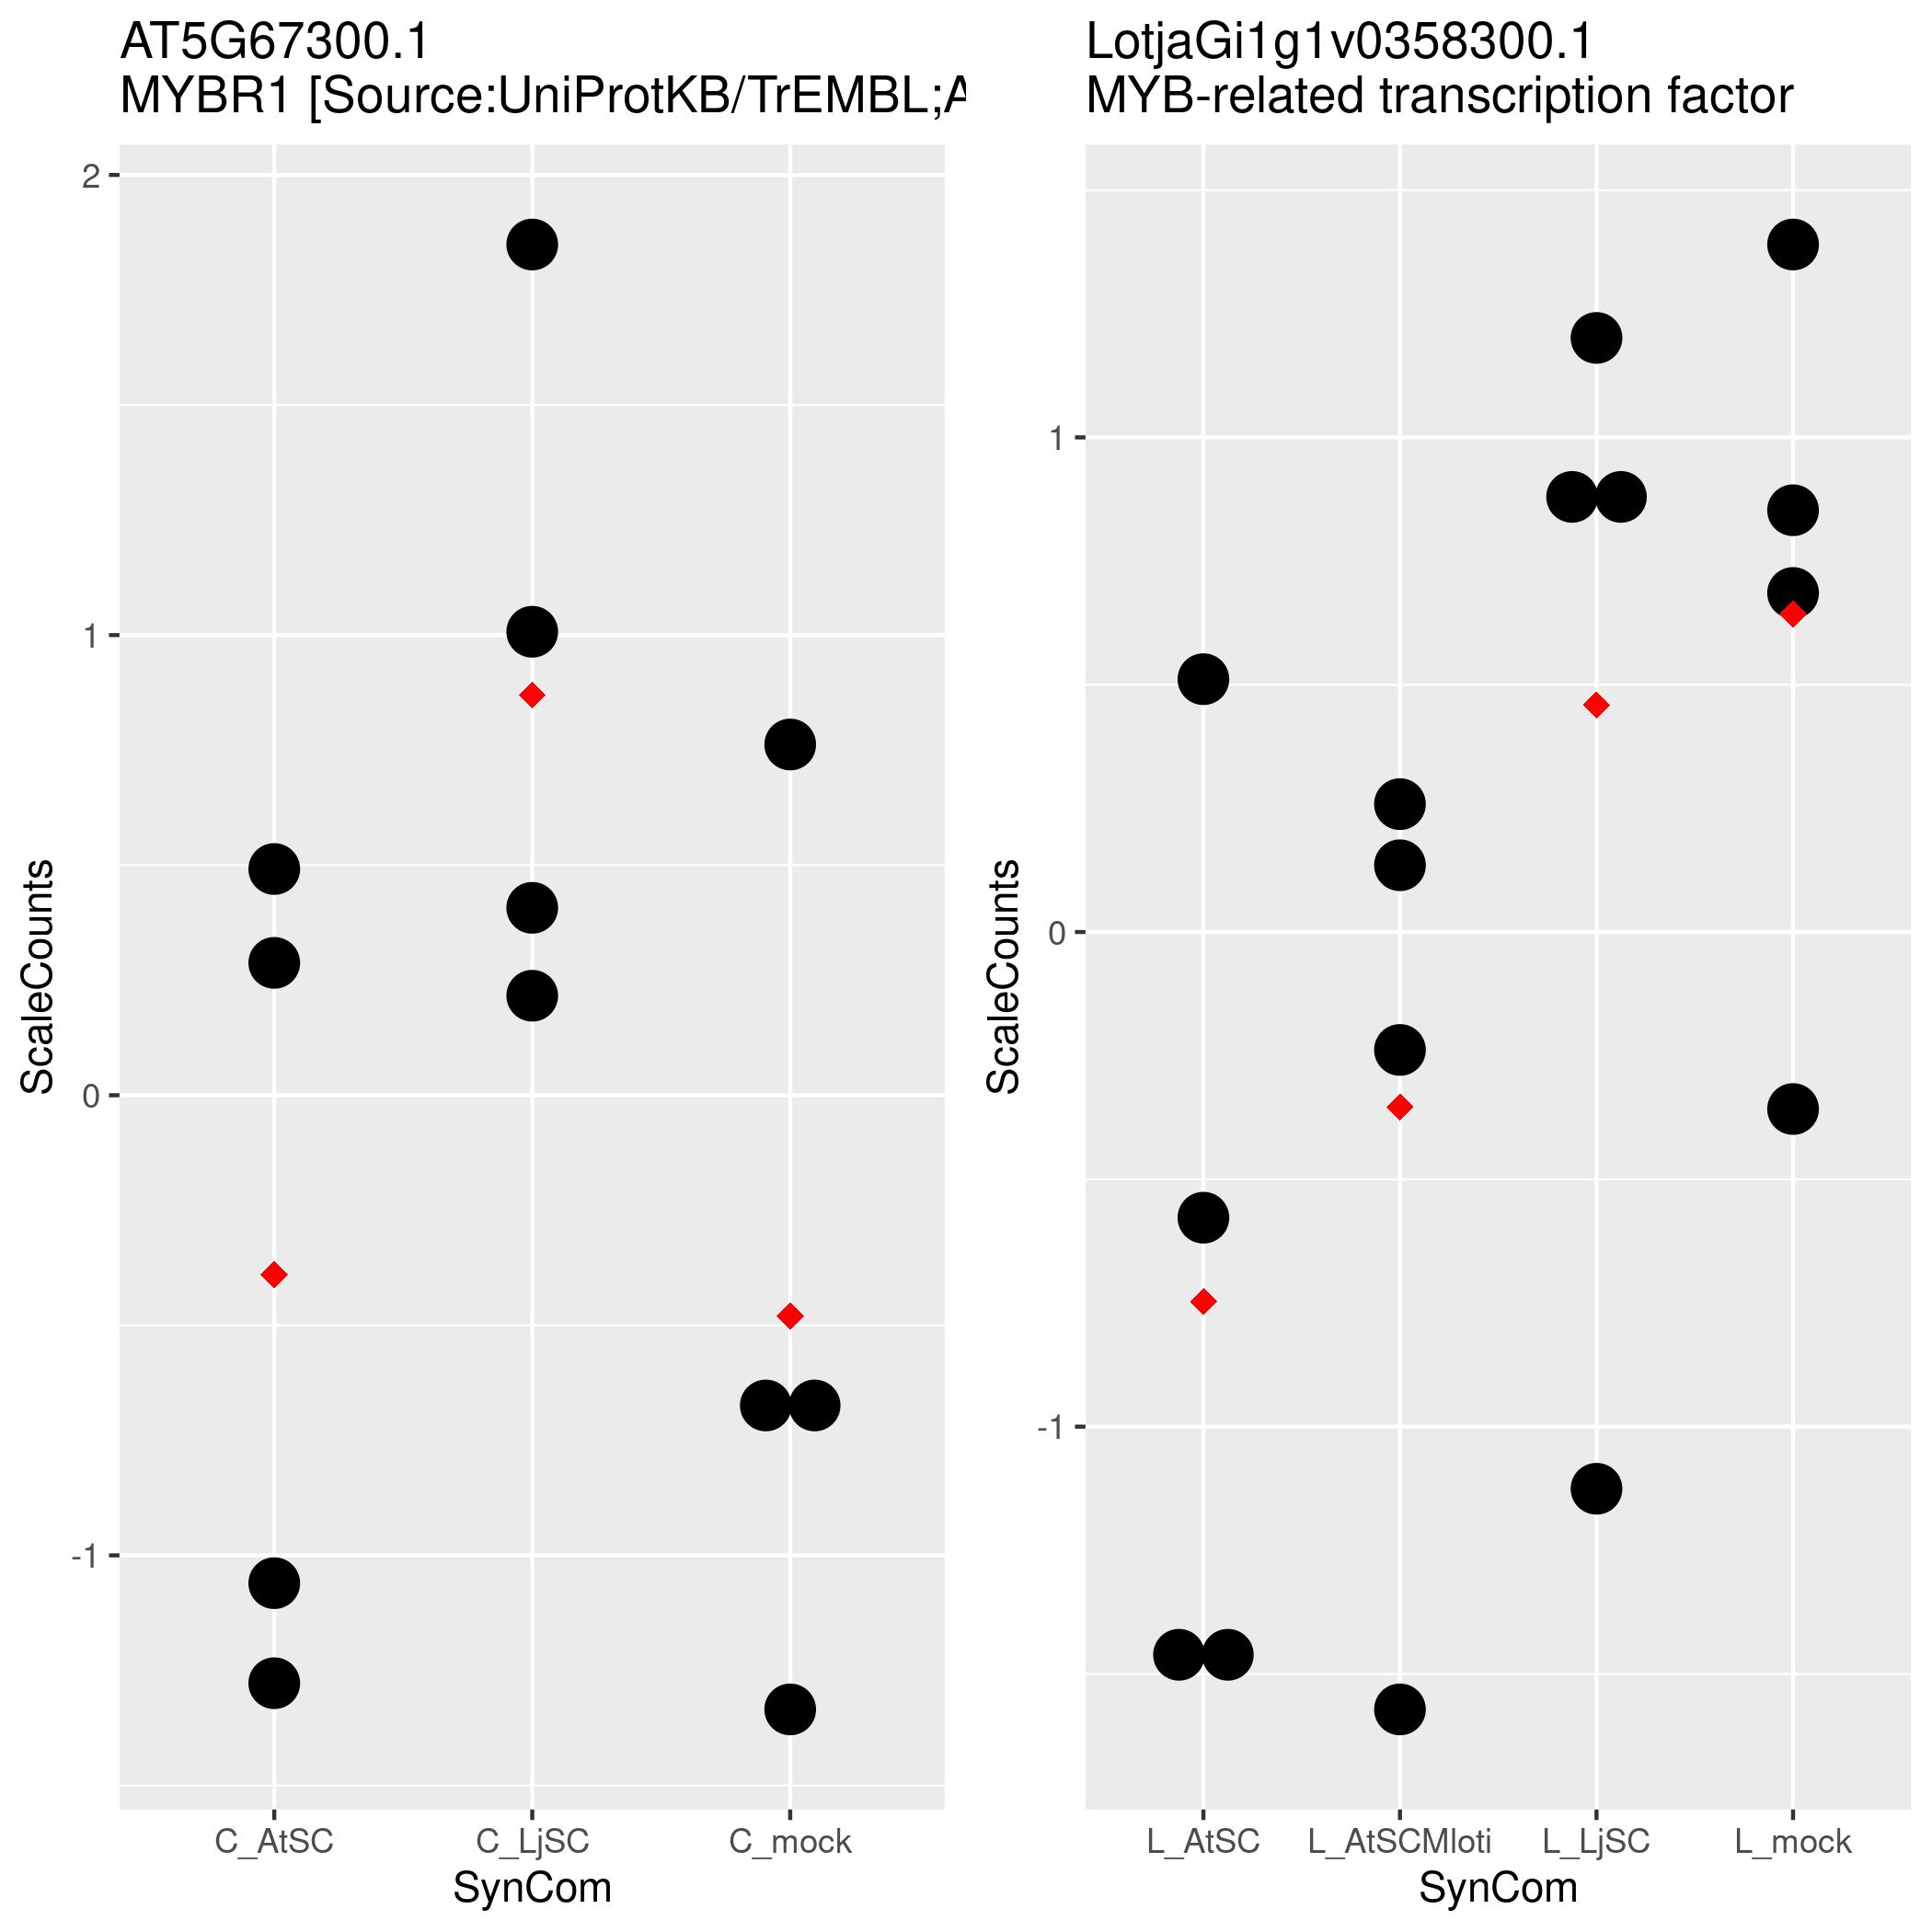 AT5G67300.1
MYBR1 [Source:UniProtKB/TrEMBL;A
LotjaGi1g1v0358300.1
MYB-related transcription factor
ScaleCounts
2
1
0
-1
C_AtSC C_LjSC C_mock
SynCom
ScaleCounts
1
0
-1
L_AtSC L_AtSCMloti L_LjSC L_mock
SynCom